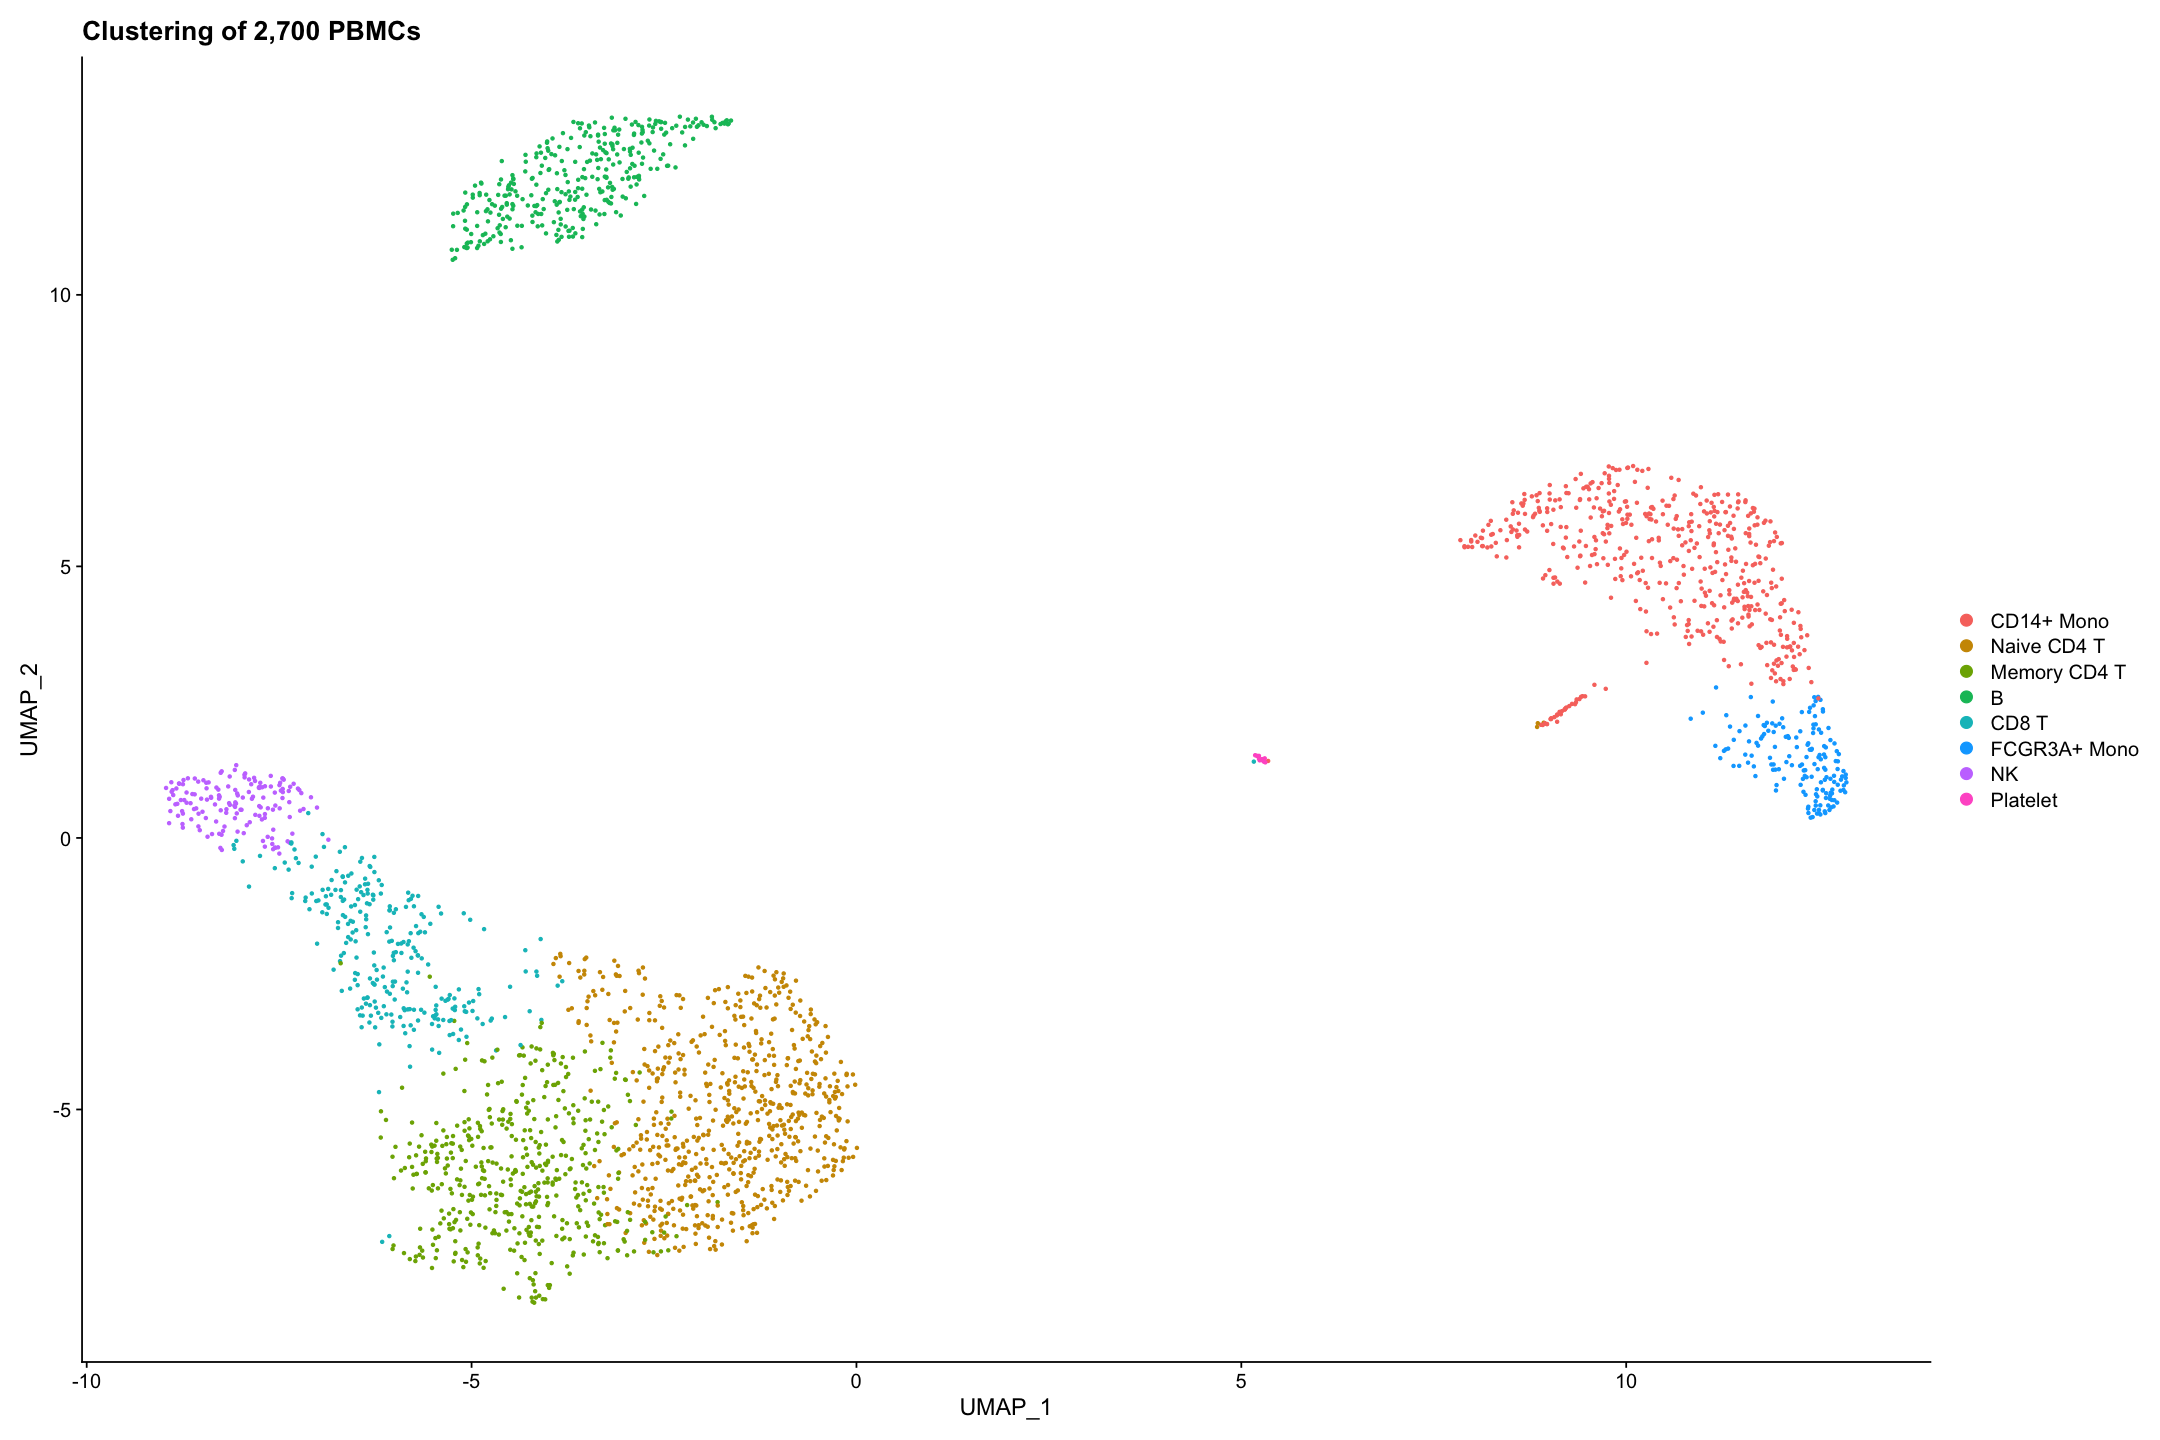 Clustering of 2,700 PBMCs
10
5
0
-5
UMAP_2
-10
-5
0
5
10
UMAP_1
CD14+ Mono
Naive CD4 T
Memory CD4 T
B
CD8 T
FCGR3A+ Mono
NK
Platelet